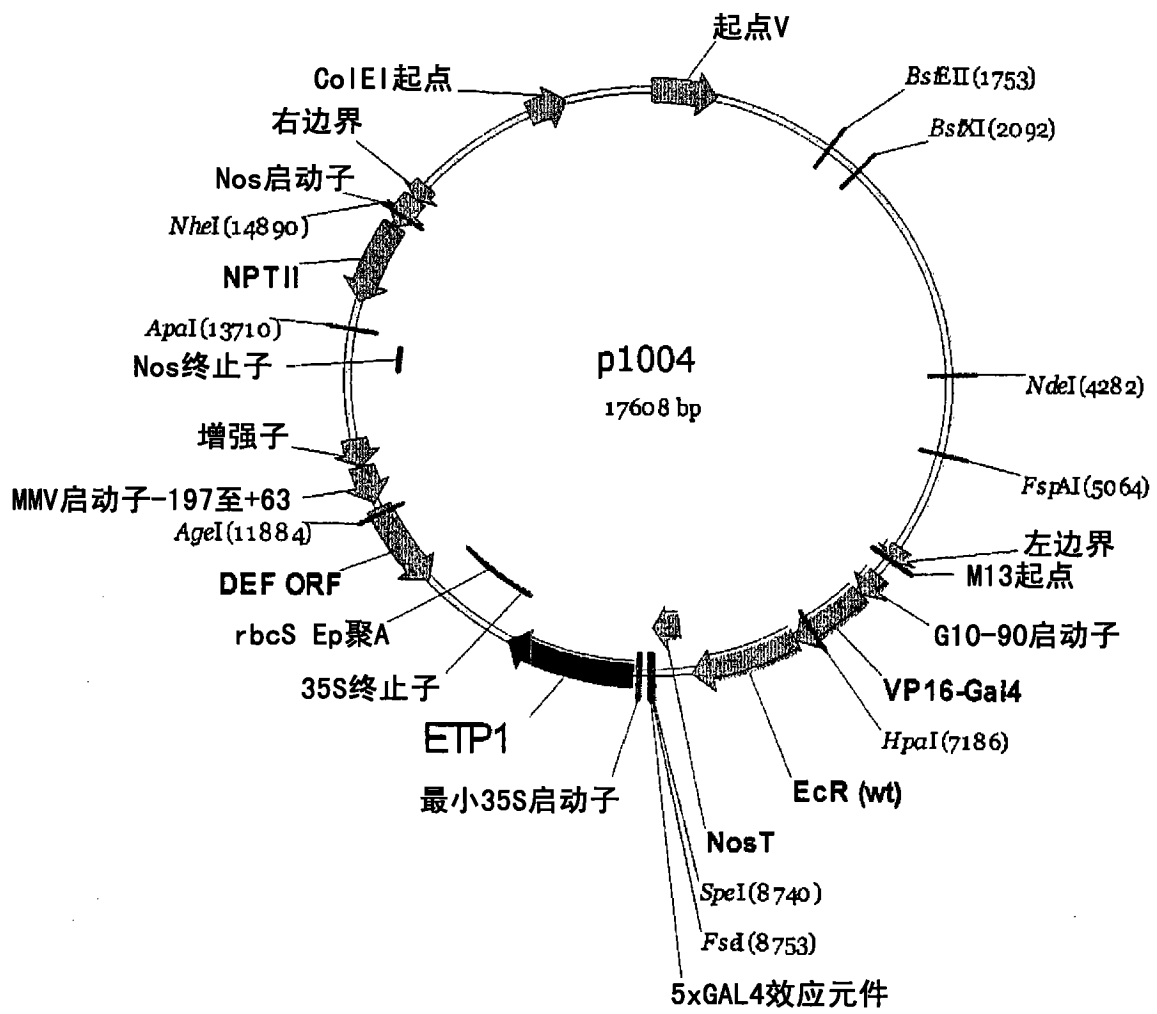 起点V
ColEI起点
BstEII(1753)
右边界
BstXI(2092)
Nos启动子
NheI(14890)
NPTII
ApaI(13710)
Nos终止子
p1004
17608 bp
NdeI(4282)
增强子
FspAI(5064)
MMV启动子-197至+63
AgeI(11884)
左边界
M13起点
DEF ORF
G10-90启动子
rbcS Ep聚A
35S终止子
VP16-Gal4
ETP1
HpaI(7186)
最小35S启动子
EcR (wt)
NosT
SpeI(8740)
FseI(8753)
5xGAL4效应元件